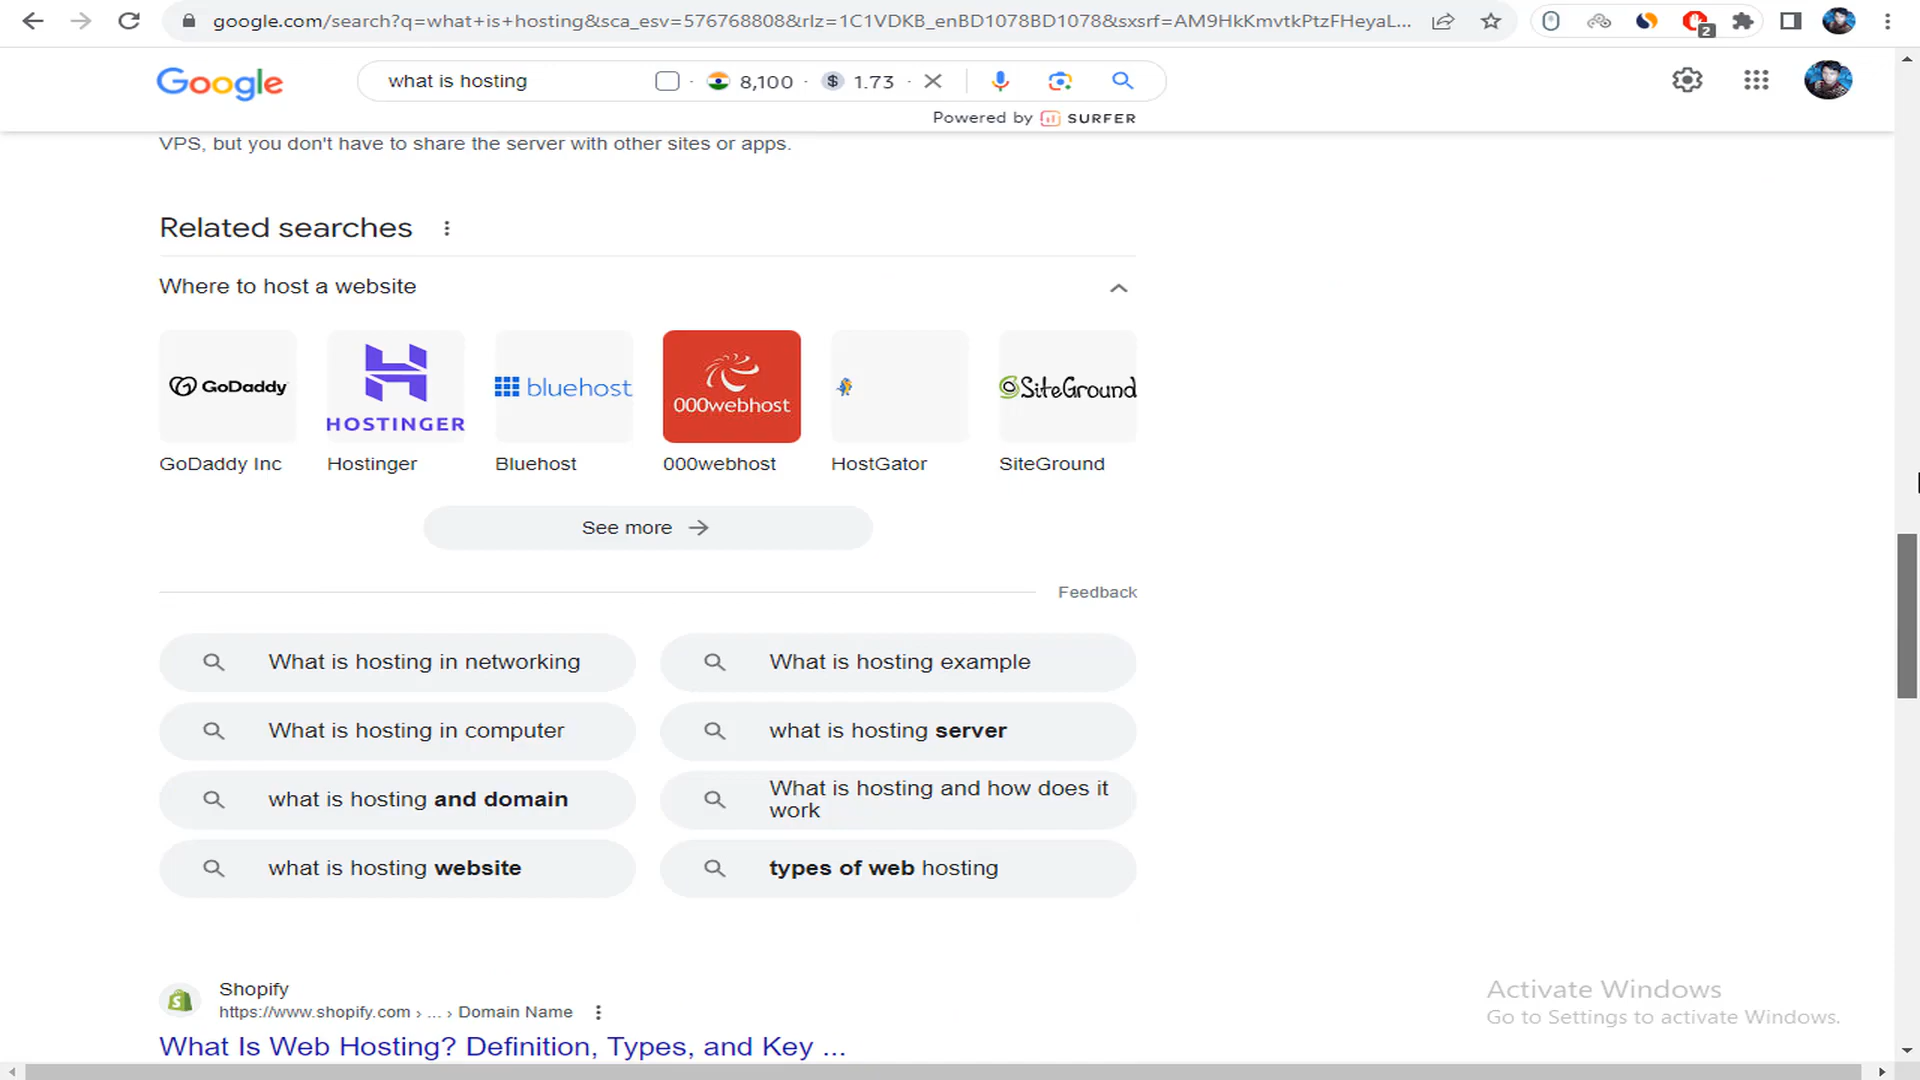 google.com/search?q=what+is+hosting&sca_esv=576768808&rlz=1C1VDKB_enBD1078BD1078&sxsrf=AM9HkKmvtkPtzFHeyaL...
2
Google
what is hosting
8,100 · $ 1.73 ·
Powered by SURFER
VPS, but you don't have to share the server with other sites or apps.
Related searches
Where to host a website
GoDaddy
HOSTINGER
bluehost
000webhost
SiteGround
GoDaddy Inc
Hostinger
Bluehost
000webhost
HostGator
SiteGround
See more
Feedback
What is hosting in networking
What is hosting example
What is hosting in computer
what is hosting server
what is hosting and domain
What is hosting and how does it
work
what is hosting website
types of web hosting
Shopify
https://www.shopify.com › ... › Domain Name
What Is Web Hosting? Definition, Types, and Key ...
Activate Windows
Go to Settings to activate Windows.